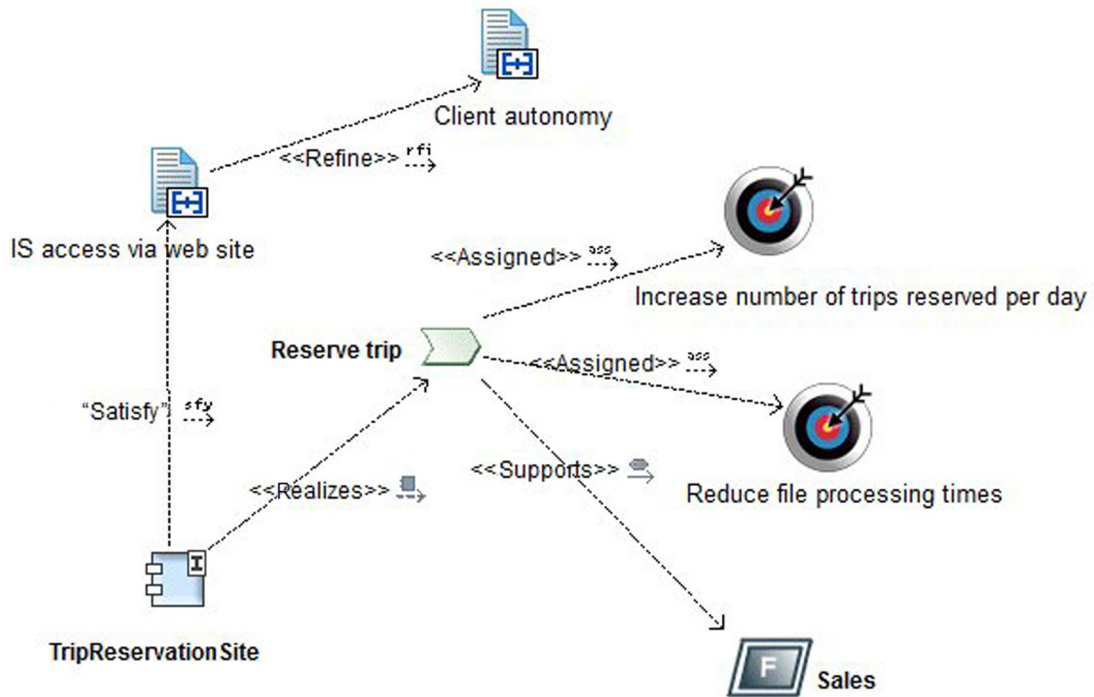 Client autonomy
<<Refine>> rfi
IS access via web site
<<Assigned>> ass
Increase number of trips reserved per day
Reserve trip
<<Assigned>> ass
“Satisfy” sfy
<<Supports>>
<<Realizes>>
Reduce file processing times
I
TripReservationSite
F
Sales